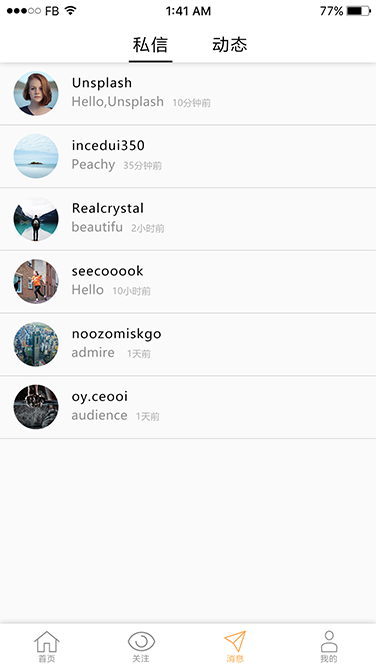 FB 1:41 AM 77%
私信 动态
Unsplash
Hello,Unsplash 10分钟前
incedui350
Peachy 35分钟前
Realcrystal
beautifu 2小时前
seecooook
Hello 10小时前
noozomiskgo
admire 1天前
oy.ceooi
audience 1天前
首页 关注 消息 我的